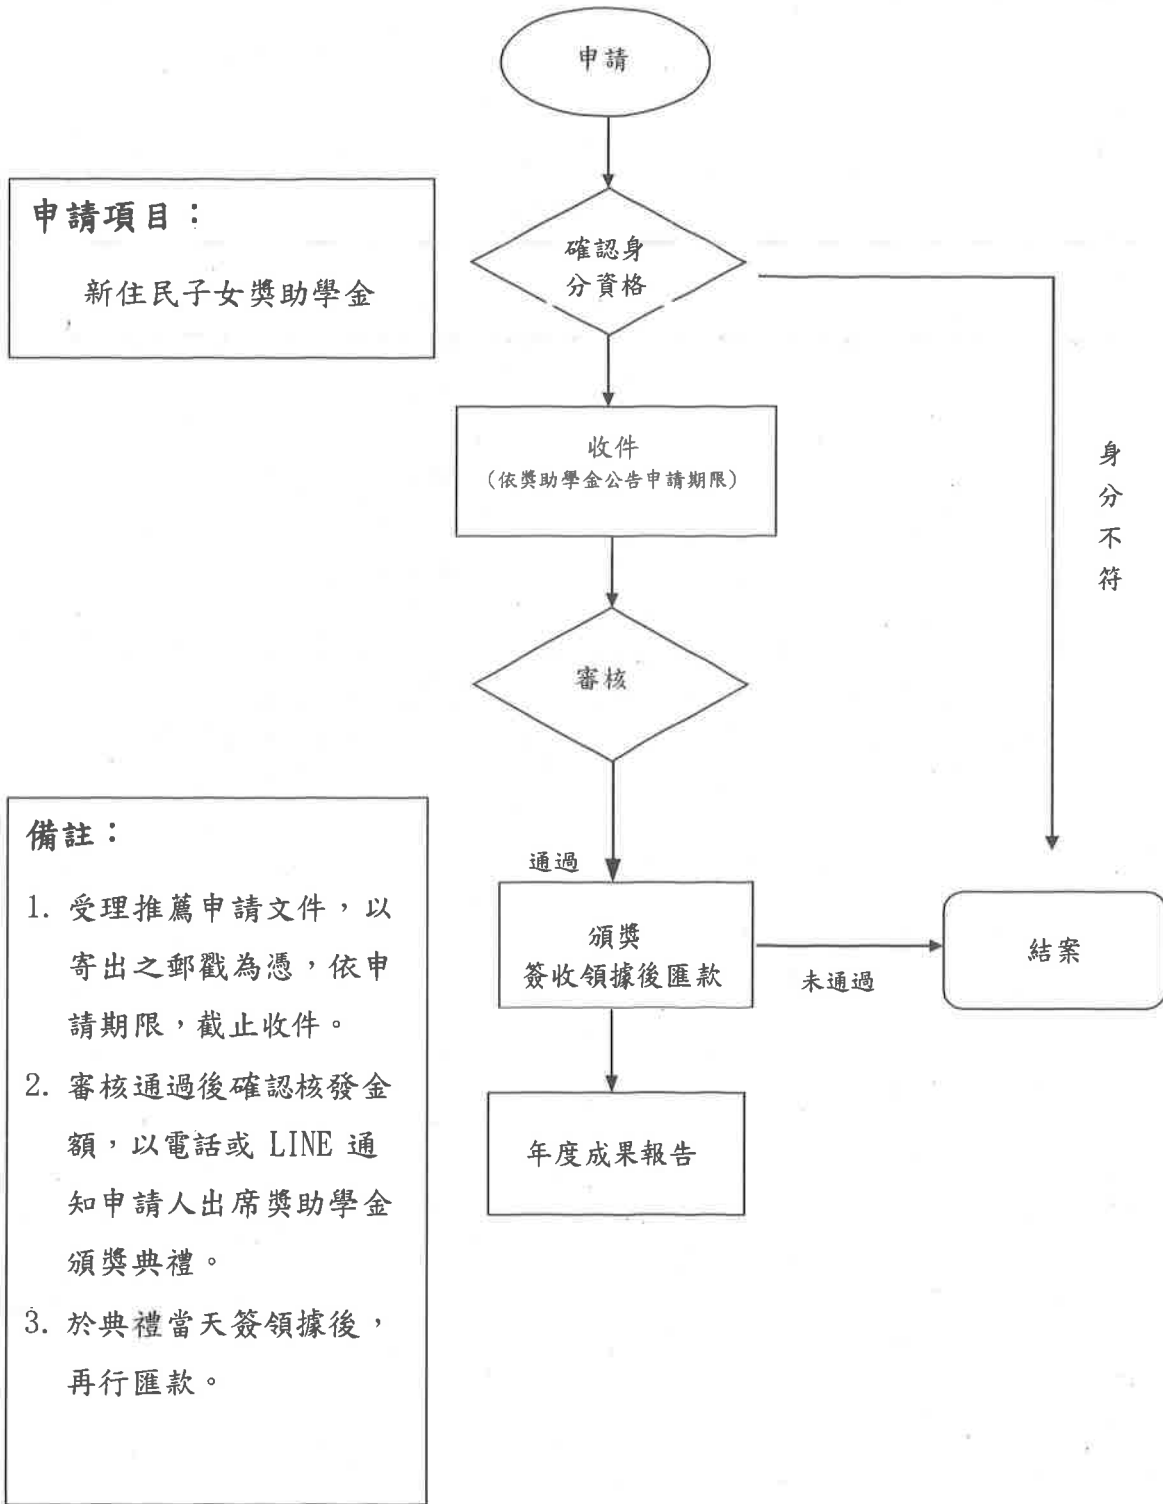 申請
申請項目：
新住民子女獎助學金
確認身
分資格
收件
(依獎助學金公告申請期限)
身
分
不
符
審核
通過
頒獎
簽收領據後匯款
未通過
結案
年度成果報告
備註：
1. 受理推薦申請文件，以
寄出之郵戳為憑，依申
請期限，截止收件。
2. 審核通過後確認核發金
額，以電話或 LINE 通
知申請人出席獎助學金
頒獎典禮。
3. 於典禮當天簽領據後，
再行匯款。